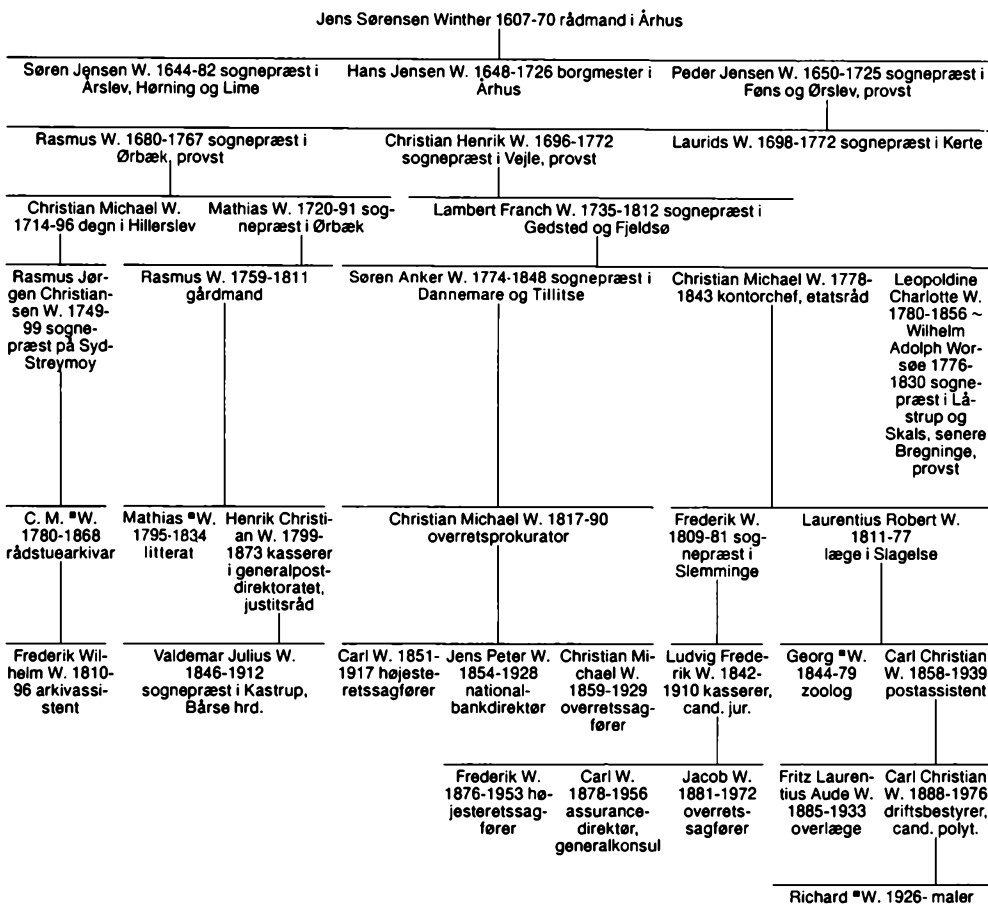 Jens Sørensen Winther 1607-70 rådmand i Århus
Søren Jensen W. 1644-82 sognepræst i
Årslev, Hørning og Lime
Hans Jensen W. 1648-1726 borgmester i
Århus
Peder Jensen W. 1650-1725 sognepræst i
Føns og Ørslev, provst
Rasmus W. 1680-1767 sognepræst i
Ørbæk, provst
Christian Henrik W. 1696-1772
sognepræst i Vejle, provst
Laurids W. 1698-1772 sognepræst i Kerte
Christian Michael W.
1714-96 degn i Hillerslev
Mathias W. 1720-91 sog-
nepræst i Ørbæk
Lambert Franch W. 1735-1812 sognepræst i
Gedsted og Fjeldsø
Rasmus Jør-
gen Christian-
sen W. 1749-
99 sogne-
præst på Syd-
Streymoy
Rasmus W. 1759-1811
gårdmand
Søren Anker W. 1774-1848 sognepræst i
Dannemare og Tillitse
Christian Michael W. 1778-
1843 kontorchef, etatsråd
Leopoldine
Charlotte W.
1780-1856 ~
Wilhelm
Adolph Wor-
søe 1776-
1830 sogne-
præst i Lå-
strup og
Skals, senere
Bregninge,
provst
C. M. ▪W.
1780-1868
rådstuearkivar
Mathias ▪W.
1795-1834
litterat
Henrik Christi-
an W. 1799-
1873 kasserer
i generalpost-
direktoratet,
justitsråd
Christian Michael W. 1817-90
overretsprokurator
Frederik W.
1809-81 sog-
nepræst i
Slemminge
Laurentius Robert W.
1811-77
læge i Slagelse
Frederik Wil-
helm W. 1810-
96 arkivassi-
stent
Valdemar Julius W.
1846-1912
sognepræst i Kastrup,
Bårse hrd.
Carl W. 1851-
1917 højeste-
retssagfører
Jens Peter W.
1854-1928
national-
bankdirektør
Christian Mi-
chael W.
1859-1929
overretssag-
fører
Ludvig Frede-
rik W. 1842-
1910 kasserer,
cand. jur.
Georg ▪W.
1844-79
zoolog
Carl Christian
W. 1858-1939
postassistent
Frederik W.
1876-1953 hø-
jesteretssag-
fører
Carl W.
1878-1956
assurance-
direktør,
generalkonsul
Jacob W.
1881-1972
overrets-
sagfører
Fritz Lauren-
tius Aude W.
1885-1933
overlæge
Carl Christian
W. 1888-1976
driftsbestyrer,
cand. polyt.
Richard ▪W. 1926- maler